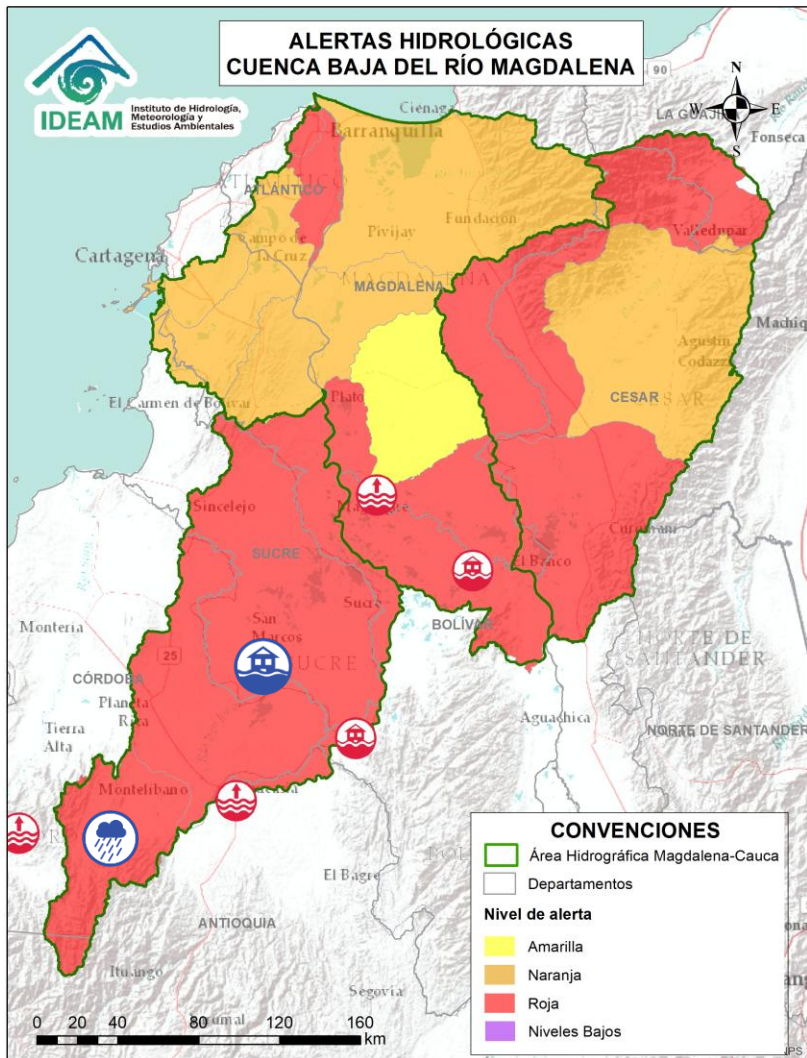 ALERTAS HIDROLÓGICAS
CUENCA BAJA DEL RÍO MAGDALENA
IDEAM
Instituto de Hidrología,
Meteorología y
Estudios Ambientales
90
N
W
E
S
Ciénaga
LA GUAJIRA
Fonseca
Barranquilla
ATLÁNTICO
Valledupar
Fundación
Pivijay
Campo de
la Cruz
Cartagena
MAGDALENA
MAGDALENA
Machiq
Agustín
Codazzi
El Carmen de Bolívar
Plato
CESAR
Sincelejo
Curumaní
SUCRE
El Banco
Sucre
San
Marcos
BOLÍVAR
Montería
25
SUCRE
NORTE DE
SANTANDER
CÓRDOBA
Planeta
Rica
Aguachica
Tierra
Alta
NORTE DE SANTANDER
Montelíbano
El Bagre
ANTIOQUIA
Ituango
Segovia
CONVENCIONES
Área Hidrográfica Magdalena-Cauca
Departamentos
Nivel de alerta
Amarilla
Naranja
Roja
Niveles Bajos
0 20 40 80 120 160
km